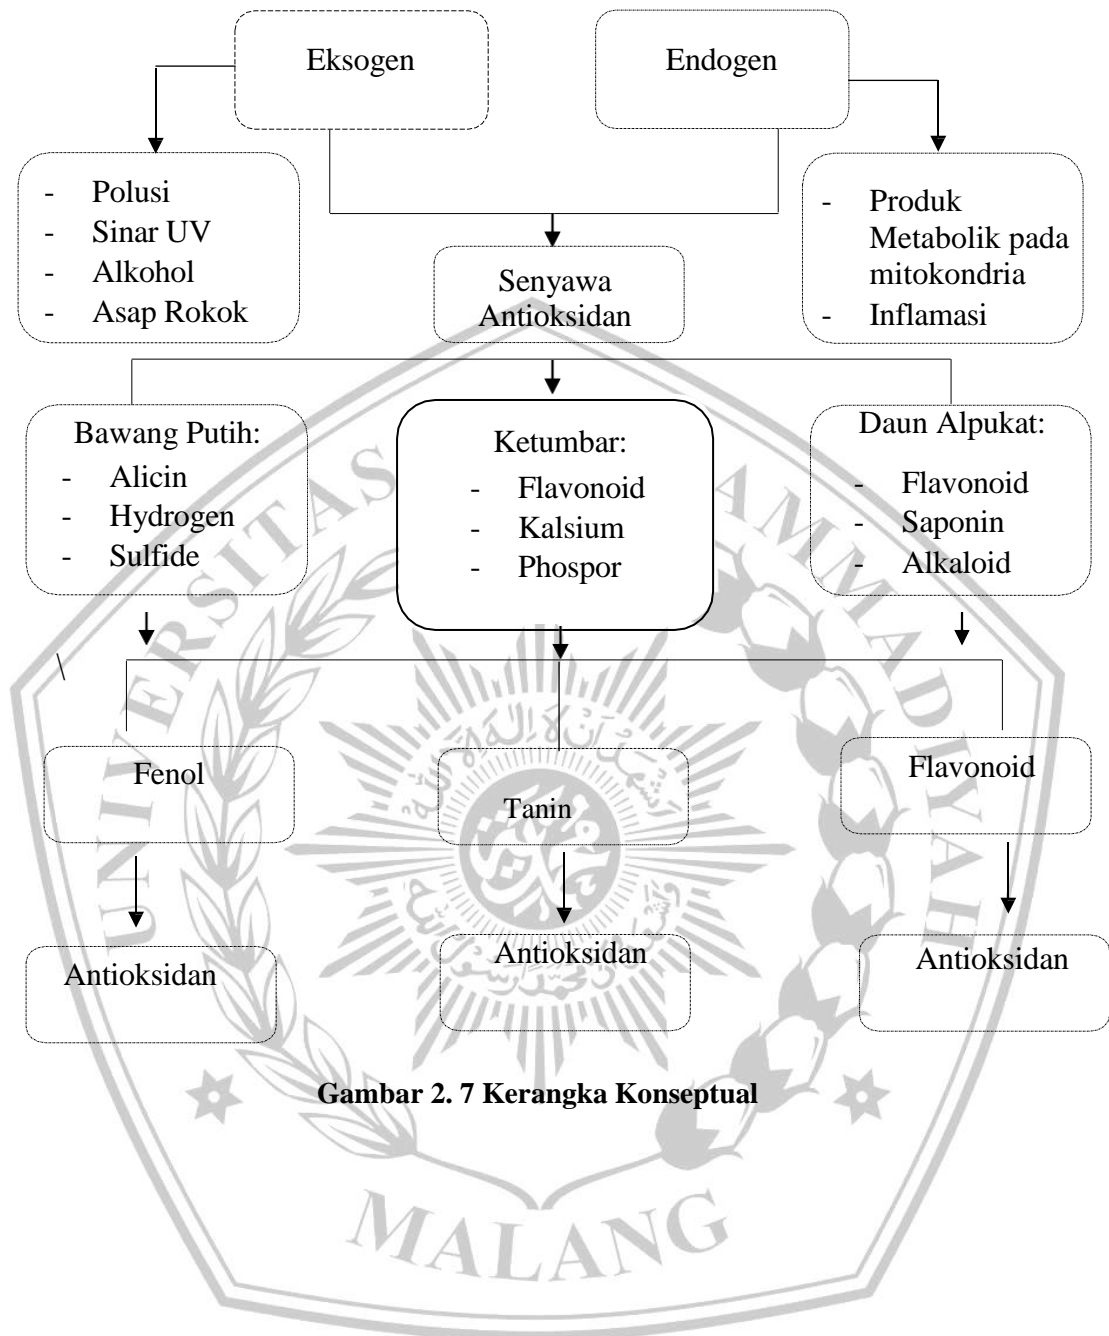 Eksogen
Endogen
- Polusi
- Sinar UV
- Alkohol
- Asap Rokok
- Produk
Metabolik pada
mitokondria
- Inflamasi
Senyawa
Antioksidan
Bawang Putih:
- Alicin
- Hydrogen
- Sulfide
Ketumbar:
- Flavonoid
- Kalsium
- Phospor
Daun Alpukat:
- Flavonoid
- Saponin
- Alkaloid
\
Fenol
Tanin
Flavonoid
Antioksidan
Antioksidan
Antioksidan
Gambar 2. 7 Kerangka Konseptual
MALANG